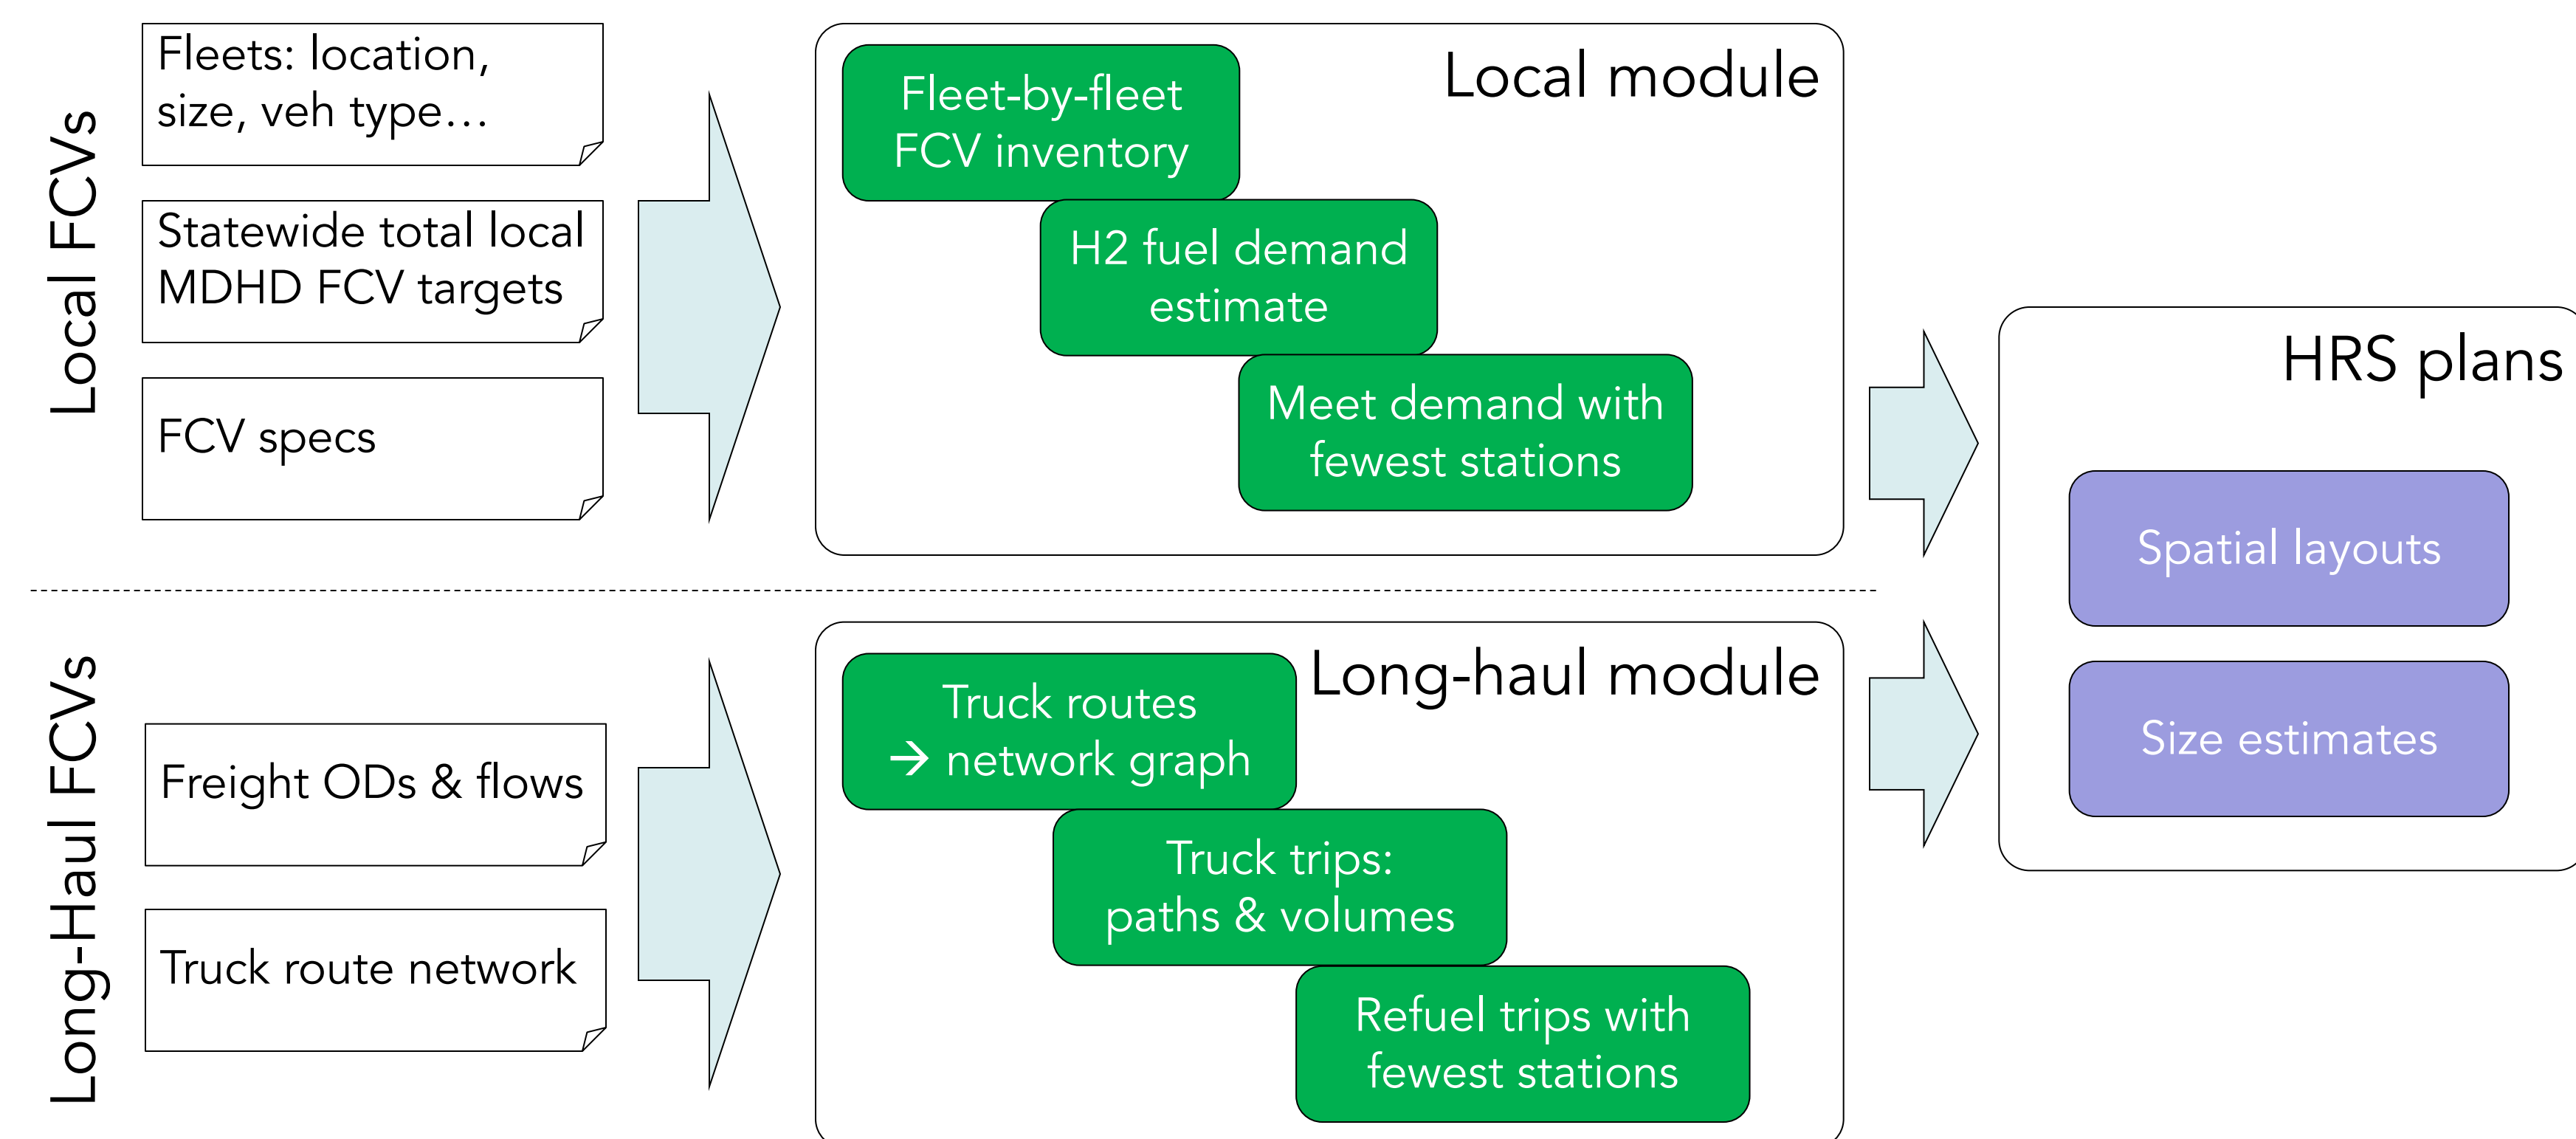 Local FCVs
Fleets: location,
size, veh type…
Statewide total local
MDHD FCV targets
FCV specs
Local module
Fleet-by-fleet
FCV inventory
H2 fuel demand
estimate
Meet demand with
fewest stations
Long-Haul FCVs
Freight ODs & flows
Truck route network
Long-haul module
Truck routes
→ network graph
Truck trips:
paths & volumes
Refuel trips with
fewest stations
HRS plans
Spatial layouts
Size estimates